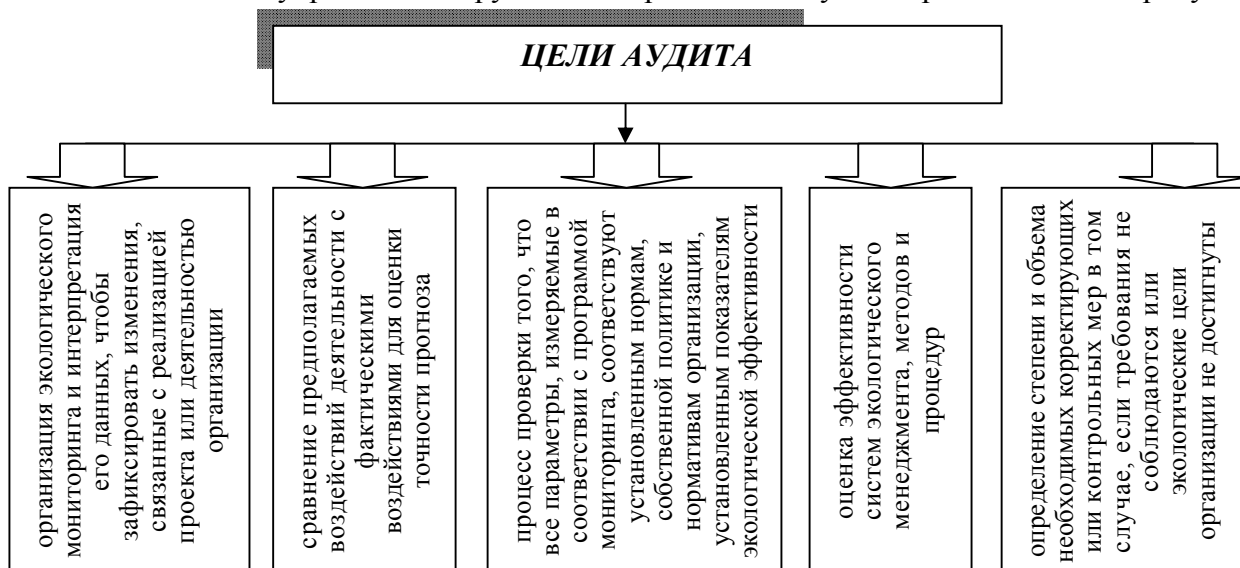 ЦЕЛИ АУДИТА
организация экологического
мониторинга и интерпретация
его данных, чтобы
зафиксировать изменения,
связанные с реализацией
проекта или деятельностью
организации
сравнение предполагаемых
воздействий деятельности с
фактическими
воздействиями для оценки
точности прогноза
процесс проверки того, что
все параметры, измеряемые в
соответствии с программой
мониторинга, соответствуют
установленным нормам,
собственной политике и
нормативам организации,
установленным показателям
экологической эффективности
оценка эффективности
систем экологического
менеджмента, методов и
процедур
определение степени и объема
необходимых корректирующих
или контрольных мер в том
случае, если требования не
соблюдаются или
экологические цели
организации не достигнуты